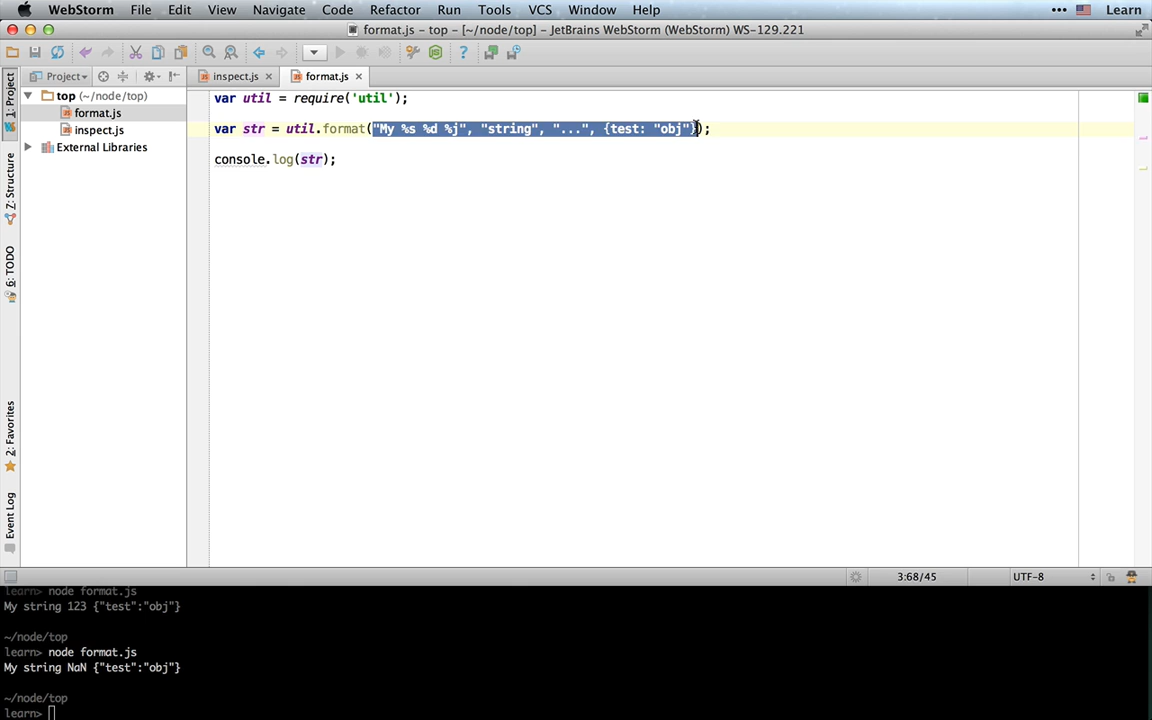 WebStorm File Edit View Navigate Code Refactor Run Tools VCS Window Help ••• Learn
format.js – top – [~/node/top] – JetBrains WebStorm (WebStorm) WS-129.221
Project inspect.js format.js
1: Project
top (~/node/top)
format.js
inspect.js
External Libraries
Z: Structure
6: TODO
2: Favorites
Event Log
var util = require('util');
var str = util.format("My %s %d %j", "string", "...", {test: "obj"});
console.log(str);
3:68/45 UTF-8
learn> node format.js
My string 123 {"test":"obj"}
~/node/top
learn> node format.js
My string NaN {"test":"obj"}
~/node/top
learn>